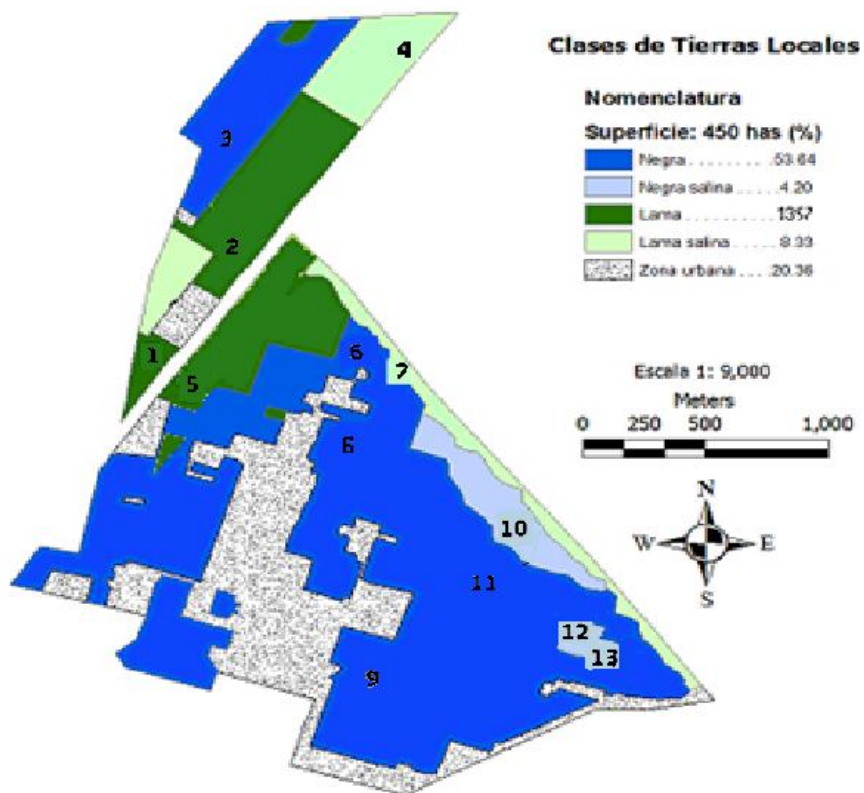 Clases de Tierras Locales
Nomenclatura
Superficie: 450 has (%)
Negra . . . . . . . . . 53.64
Negra salina . . . . . 4.20
Lama . . . . . . . . . . 1357
Lama salina . . . . . 8.33
Zona urbana . . . . 20.36
Escala 1: 9,000
Meters
0 250 500 1,000
N
W E
S
4
3
2
1
5
6
7
6
10
11
12
13
9